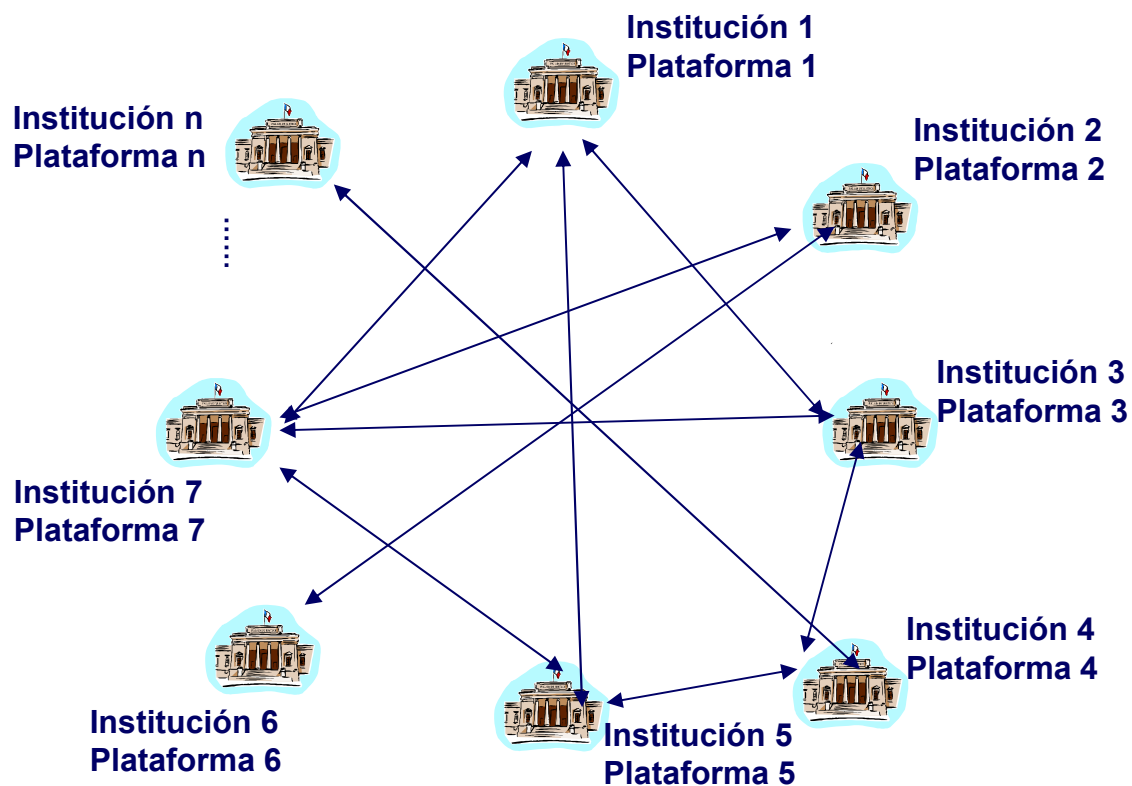 Institución 1
Plataforma 1
Institución n
Plataforma n
Institución 2
Plataforma 2
Institución 3
Plataforma 3
Institución 7
Plataforma 7
Institución 4
Plataforma 4
Institución 6
Plataforma 6
Institución 5
Plataforma 5